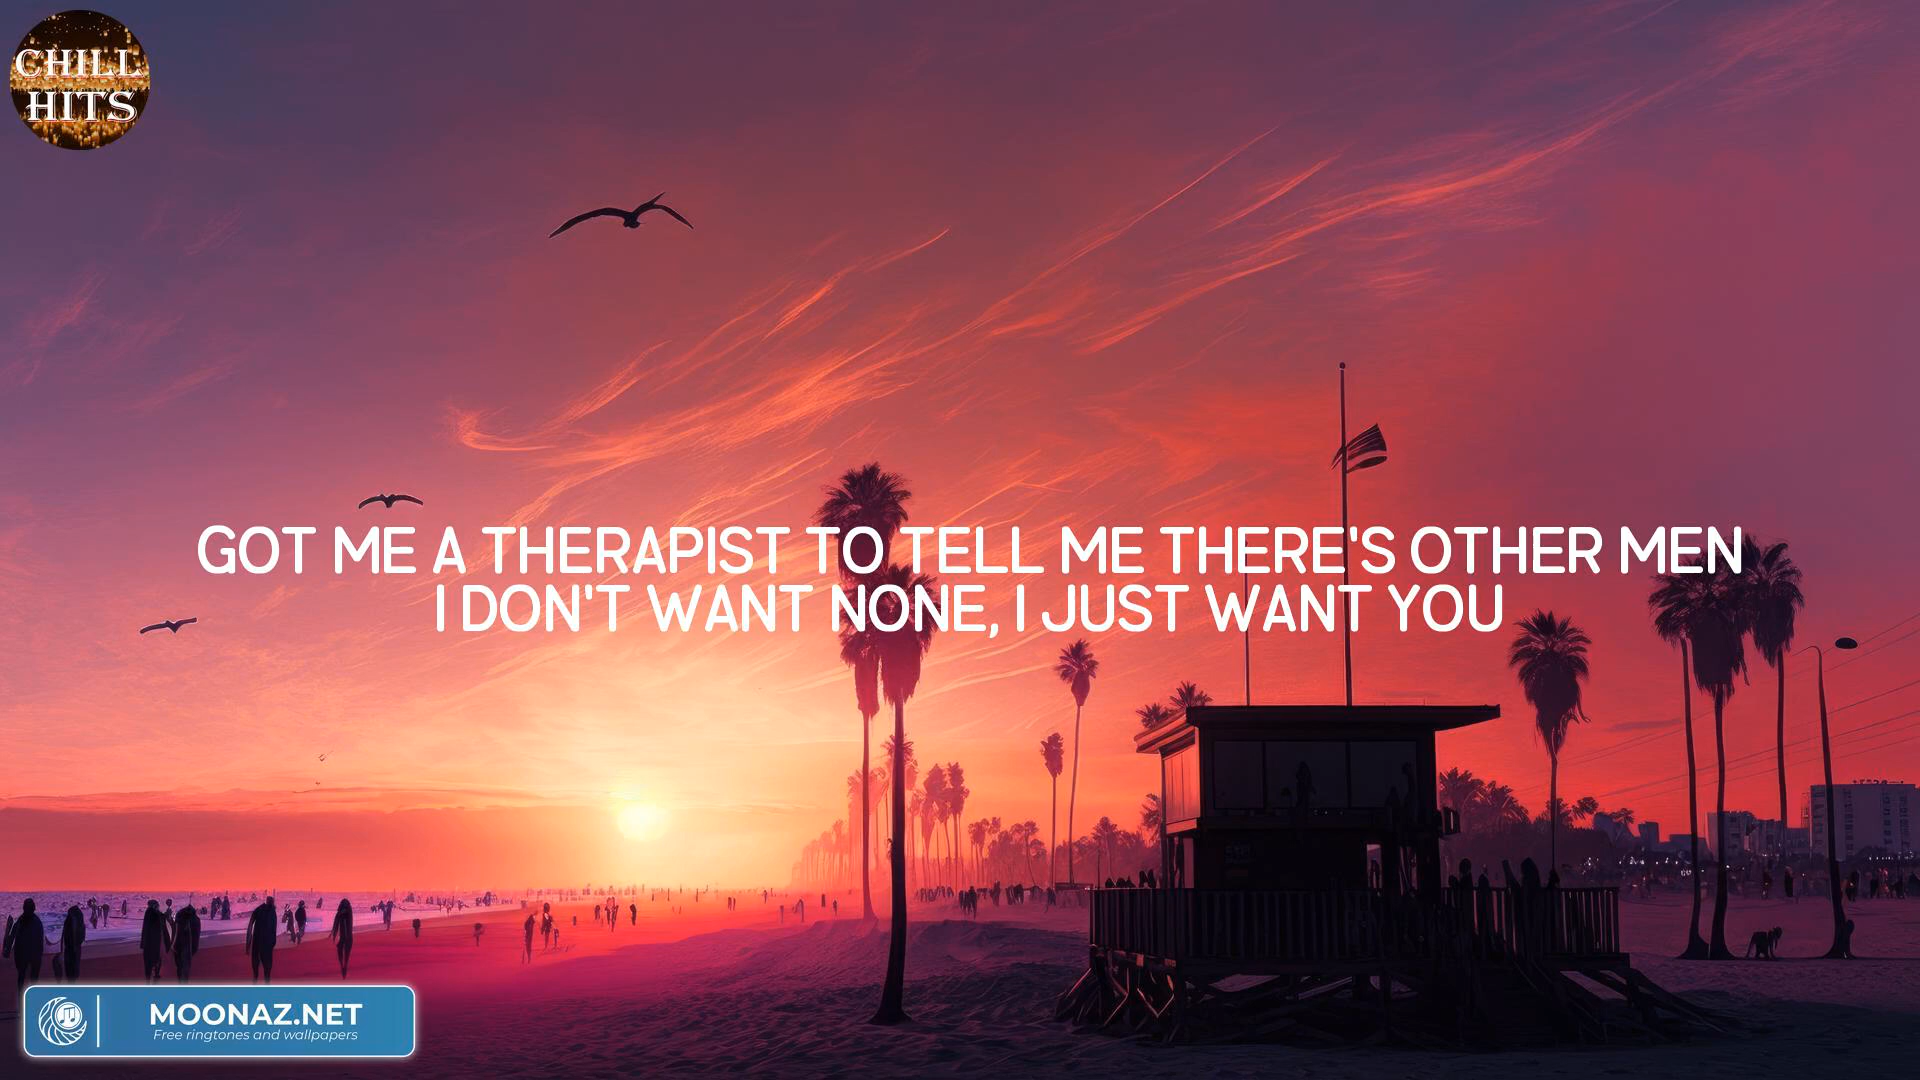 CHILL
HITS
GOT ME A THERAPIST TO TELL ME THERE'S OTHER MEN
I DON'T WANT NONE, I JUST WANT YOU
MOONAZ.NET
Free ringtones and wallpapers